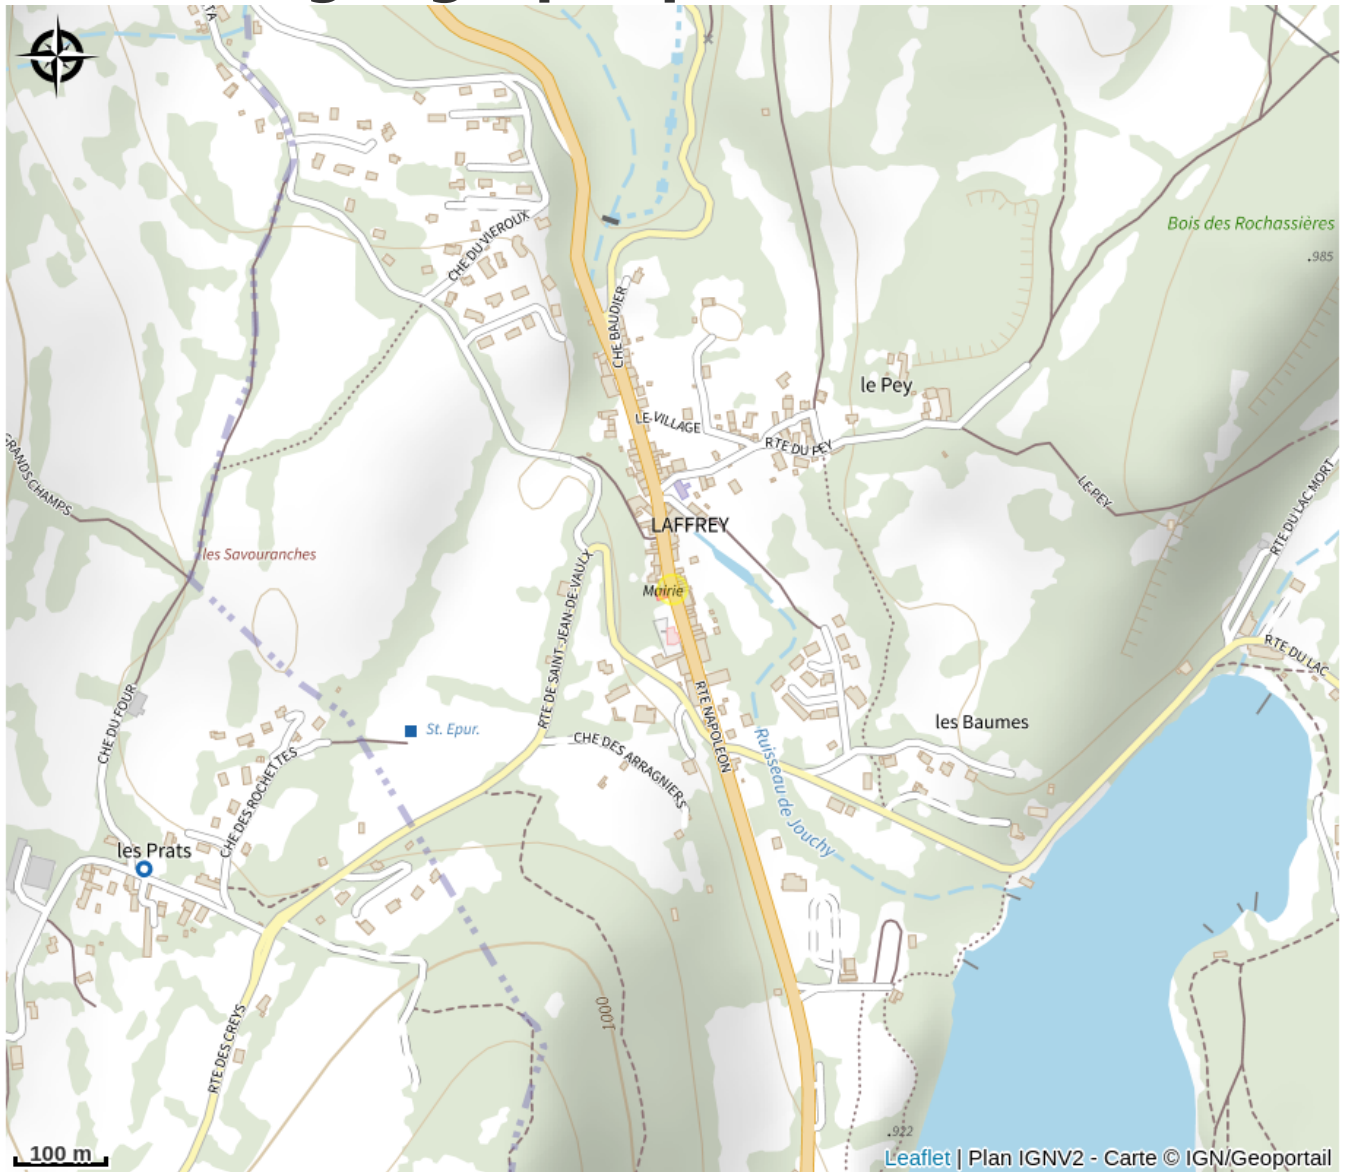 CHE DU VIEROUX
Bois des Rochassières
.985
CHE BAUDIER
le Pey
LE VILLAGE
RTE DU PEY
GRANDS CHAMPS
LE PEY
RTE DU LAC MORT
LAFFREY
les Savouranches
Mairie
RTE DE SAINT-JEAN-DE-VAULX
RTE DU LAC
CHE DU FOUR
RTE NAPOLEON
les Baumes
St. Epur.
CHE DES ARRAGNIERS
Ruisseau de Jouchy
CHE DES ROCHETTES
les Prats
1000
RTE DES CREYS
.922
100 m
Leaflet | Plan IGNV2 - Carte © IGN/Geoportail